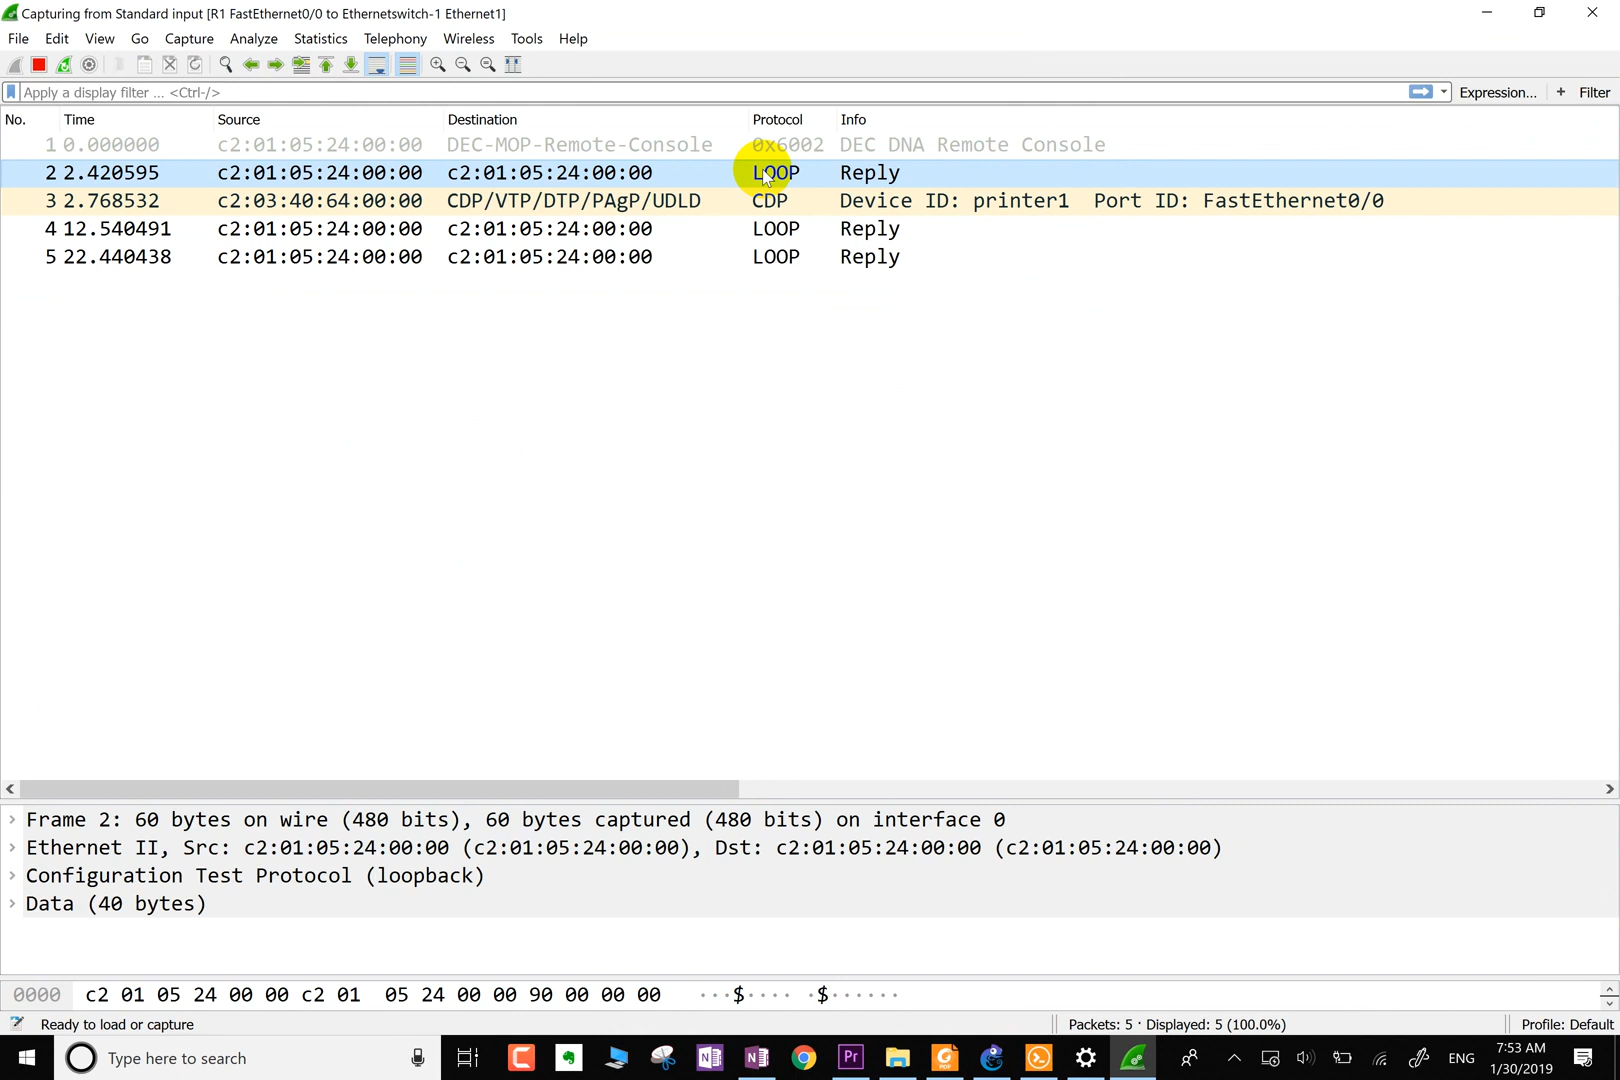 Capturing from Standard input [R1 FastEthernet0/0 to Ethernetswitch-1 Ethernet1]
File Edit View Go Capture Analyze Statistics Telephony Wireless Tools Help
Apply a display filter ... <Ctrl-/> Expression... + Filter
No. Time Source Destination Protocol Info
1 0.000000 c2:01:05:24:00:00 DEC-MOP-Remote-Console 0x6002 DEC DNA Remote Console
2 2.420595 c2:01:05:24:00:00 c2:01:05:24:00:00 LOOP Reply
3 2.768532 c2:03:40:64:00:00 CDP/VTP/DTP/PAgP/UDLD CDP Device ID: printer1 Port ID: FastEthernet0/0
4 12.540491 c2:01:05:24:00:00 c2:01:05:24:00:00 LOOP Reply
5 22.440438 c2:01:05:24:00:00 c2:01:05:24:00:00 LOOP Reply
Frame 2: 60 bytes on wire (480 bits), 60 bytes captured (480 bits) on interface 0
Ethernet II, Src: c2:01:05:24:00:00 (c2:01:05:24:00:00), Dst: c2:01:05:24:00:00 (c2:01:05:24:00:00)
Configuration Test Protocol (loopback)
Data (40 bytes)
0000 c2 01 05 24 00 00 c2 01 05 24 00 00 90 00 00 00 ···$···· ·$······
Ready to load or capture Packets: 5 · Displayed: 5 (100.0%) Profile: Default
Type here to search Pr PDF ENG 7:53 AM
1/30/2019